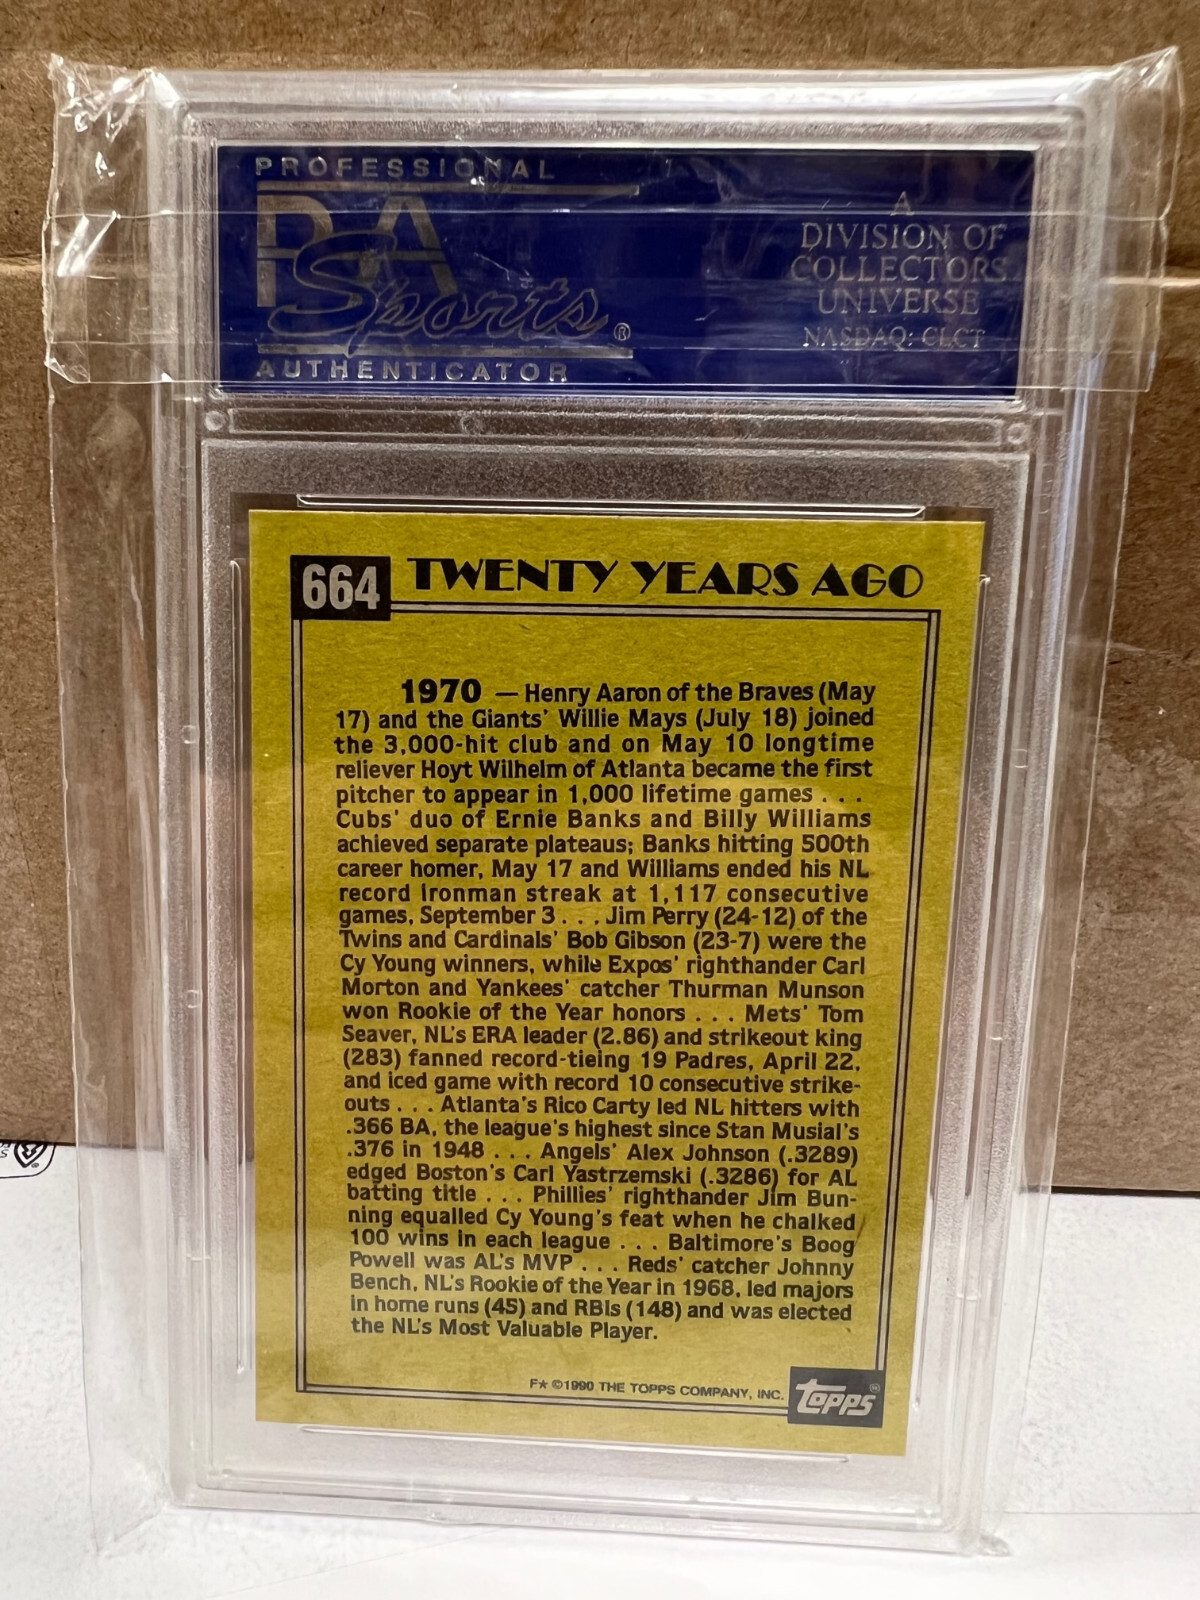 PROFESSIONAL
PSA
Sports®
AUTHENTICATOR
A
DIVISION OF
COLLECTORS
UNIVERSE
NASDAQ: CLCT
664 TWENTY YEARS AGO
1970 — Henry Aaron of the Braves (May
17) and the Giants' Willie Mays (July 18) joined
the 3,000-hit club and on May 10 longtime
reliever Hoyt Wilhelm of Atlanta became the first
pitcher to appear in 1,000 lifetime games . . .
Cubs' duo of Ernie Banks and Billy Williams
achieved separate plateaus; Banks hitting 500th
career homer, May 17 and Williams ended his NL
record ironman streak at 1,117 consecutive
games, September 3 . . . Jim Perry (24-12) of the
Twins and Cardinals' Bob Gibson (23-7) were the
Cy Young winners, while Expos' righthander Carl
Morton and Yankees' catcher Thurman Munson
won Rookie of the Year honors . . . Mets' Tom
Seaver, NL's ERA leader (2.86) and strikeout king
(283) fanned record-tieing 19 Padres, April 22,
and iced game with record 10 consecutive strike-
outs . . . Atlanta's Rico Carty led NL hitters with
.366 BA, the league's highest since Stan Musial's
.376 in 1948 . . . Angels' Alex Johnson (.3289)
edged Boston's Carl Yastrzemski (.3286) for AL
batting title . . . Phillies' righthander Jim Bun-
ning equalled Cy Young's feat when he chalked
100 wins in each league . . . Baltimore's Boog
Powell was AL's MVP . . . Reds' catcher Johnny
Bench, NL's Rookie of the Year in 1968, led majors
in home runs (45) and RBIs (148) and was elected
the NL's Most Valuable Player.
F★ ©1990 THE TOPPS COMPANY, INC.
TOPPS